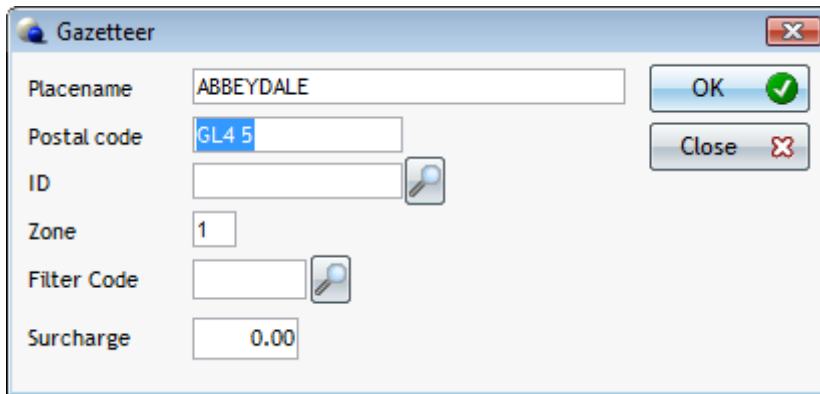 Gazetteer
Placename ABBEYDALE OK
Postal code GL4 5 Close
ID
Zone 1
Filter Code
Surcharge 0.00